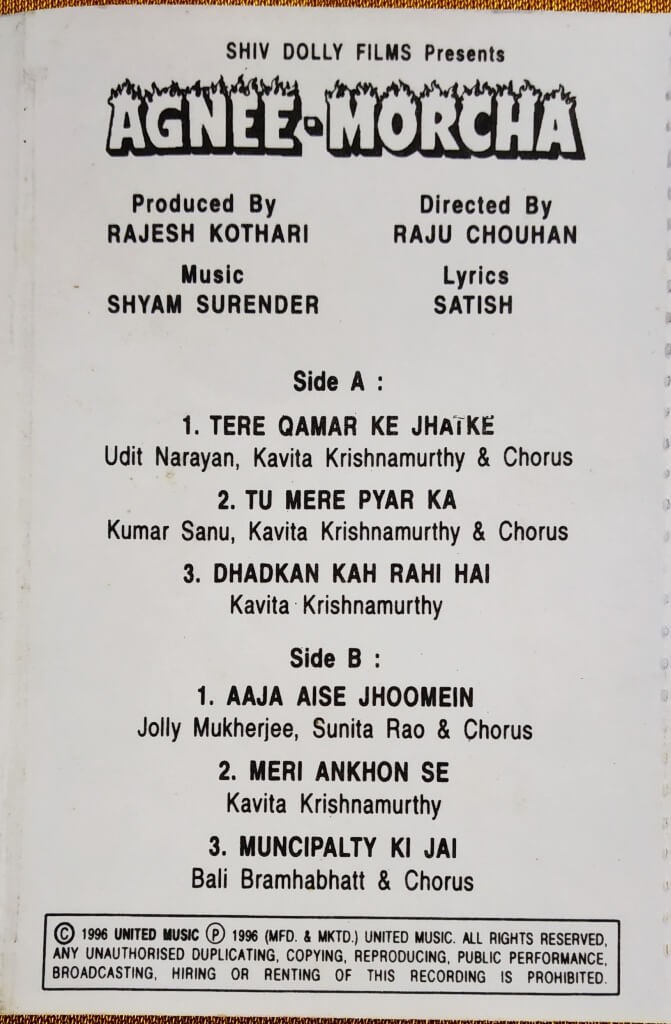 SHIV DOLLY FILMS Presents
AGNEE-MORCHA
Produced By
RAJESH KOTHARI
Directed By
RAJU CHOUHAN
Music
SHYAM SURENDER
Lyrics
SATISH
Side A :
1. TERE QAMAR KE JHATKE
Udit Narayan, Kavita Krishnamurthy & Chorus
2. TU MERE PYAR KA
Kumar Sanu, Kavita Krishnamurthy & Chorus
3. DHADKAN KAH RAHI HAI
Kavita Krishnamurthy
Side B :
1. AAJA AISE JHOOMEIN
Jolly Mukherjee, Sunita Rao & Chorus
2. MERI ANKHON SE
Kavita Krishnamurthy
3. MUNCIPALTY KI JAI
Bali Bramhabhatt & Chorus
© 1996 UNITED MUSIC ℗ 1996 (MFD. & MKTD.) UNITED MUSIC. ALL RIGHTS RESERVED,
ANY UNAUTHORISED DUPLICATING, COPYING, REPRODUCING, PUBLIC PERFORMANCE,
BROADCASTING, HIRING OR RENTING OF THIS RECORDING IS PROHIBITED.